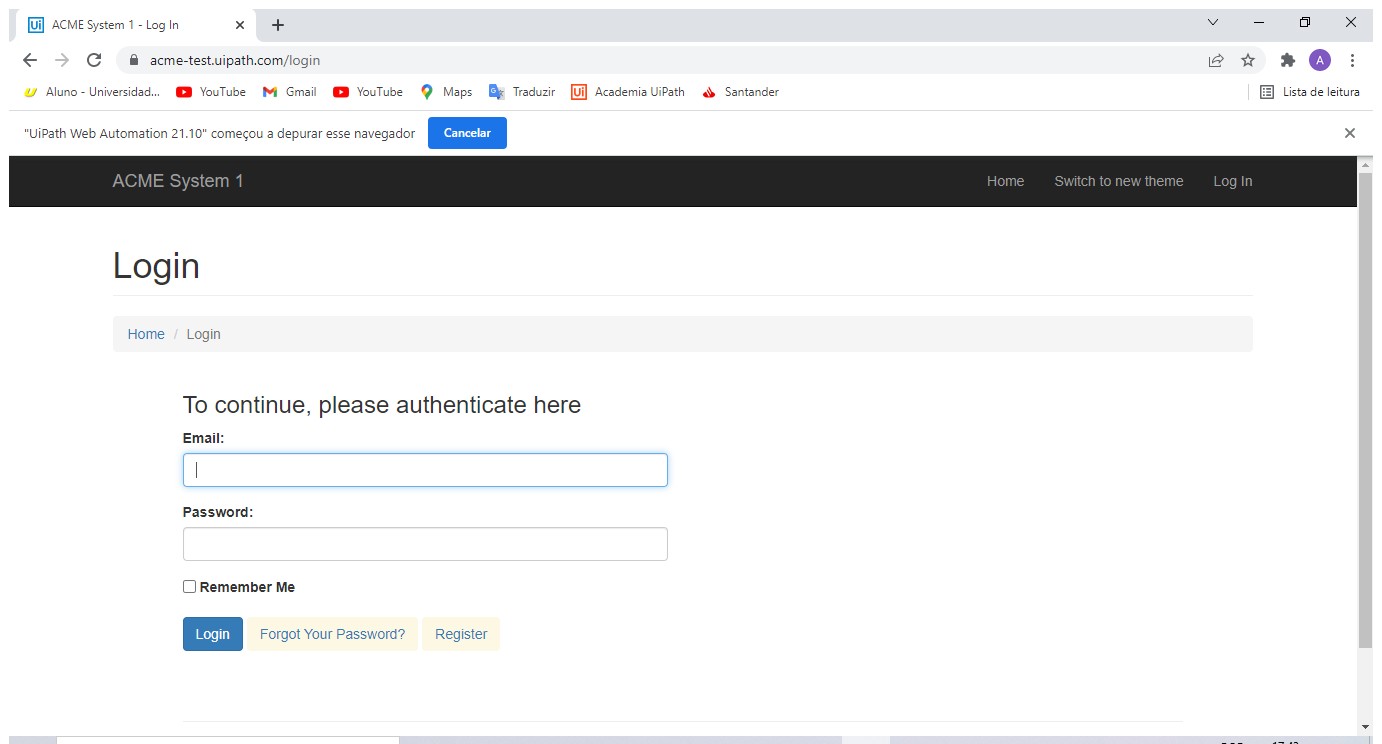 ACME System 1 - Log In
acme-test.uipath.com/login
A
Aluno - Universidad... YouTube Gmail YouTube Maps Traduzir Academia UiPath Santander Lista de leitura
"UiPath Web Automation 21.10" começou a depurar esse navegador Cancelar
ACME System 1 Home Switch to new theme Log In
Login
Home / Login
To continue, please authenticate here
Email:
Password:
Remember Me
Login Forgot Your Password? Register